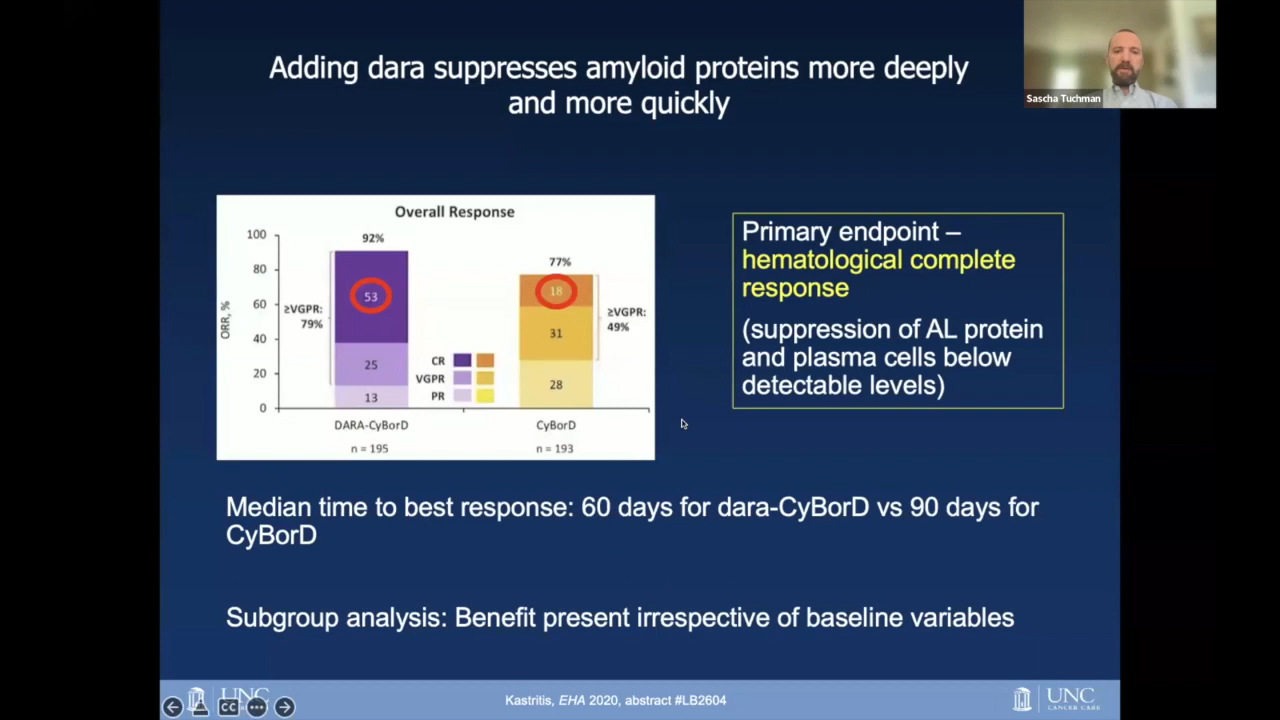 Adding dara suppresses amyloid proteins more deeply
and more quickly
Sascha Tuchman
Overall Response
ORR, %
100
80
60
40
20
0
92%
53
25
13
≥VGPR:
79%
77%
18
31
28
≥VGPR:
49%
CR
VGPR
PR
DARA-CyBorD
CyBorD
n = 195
n = 193
Primary endpoint –
hematological complete
response
(suppression of AL protein
and plasma cells below
detectable levels)
Median time to best response: 60 days for dara-CyBorD vs 90 days for
CyBorD
Subgroup analysis: Benefit present irrespective of baseline variables
UNC
CC
Kastritis, EHA 2020, abstract #LB2604
UNC
LANCER CARE